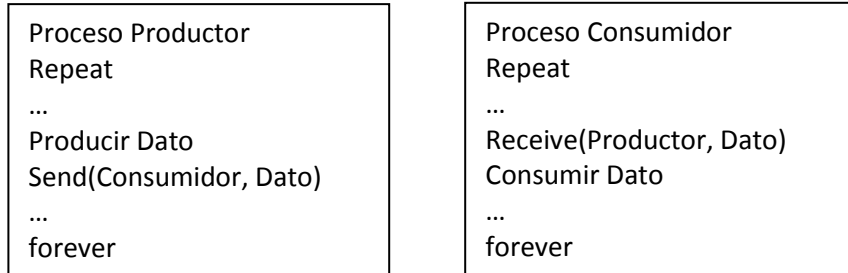 Proceso Productor
Repeat
...
Producir Dato
Send(Consumidor, Dato)
...
forever
Proceso Consumidor
Repeat
...
Receive(Productor, Dato)
Consumir Dato
...
forever